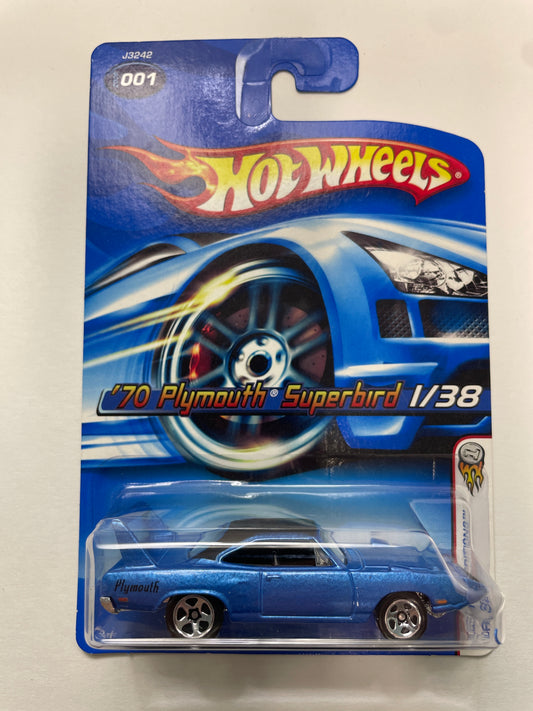 J3242
001
HOT WHEELS®
'70 Plymouth® Superbird 1/38
Plymouth